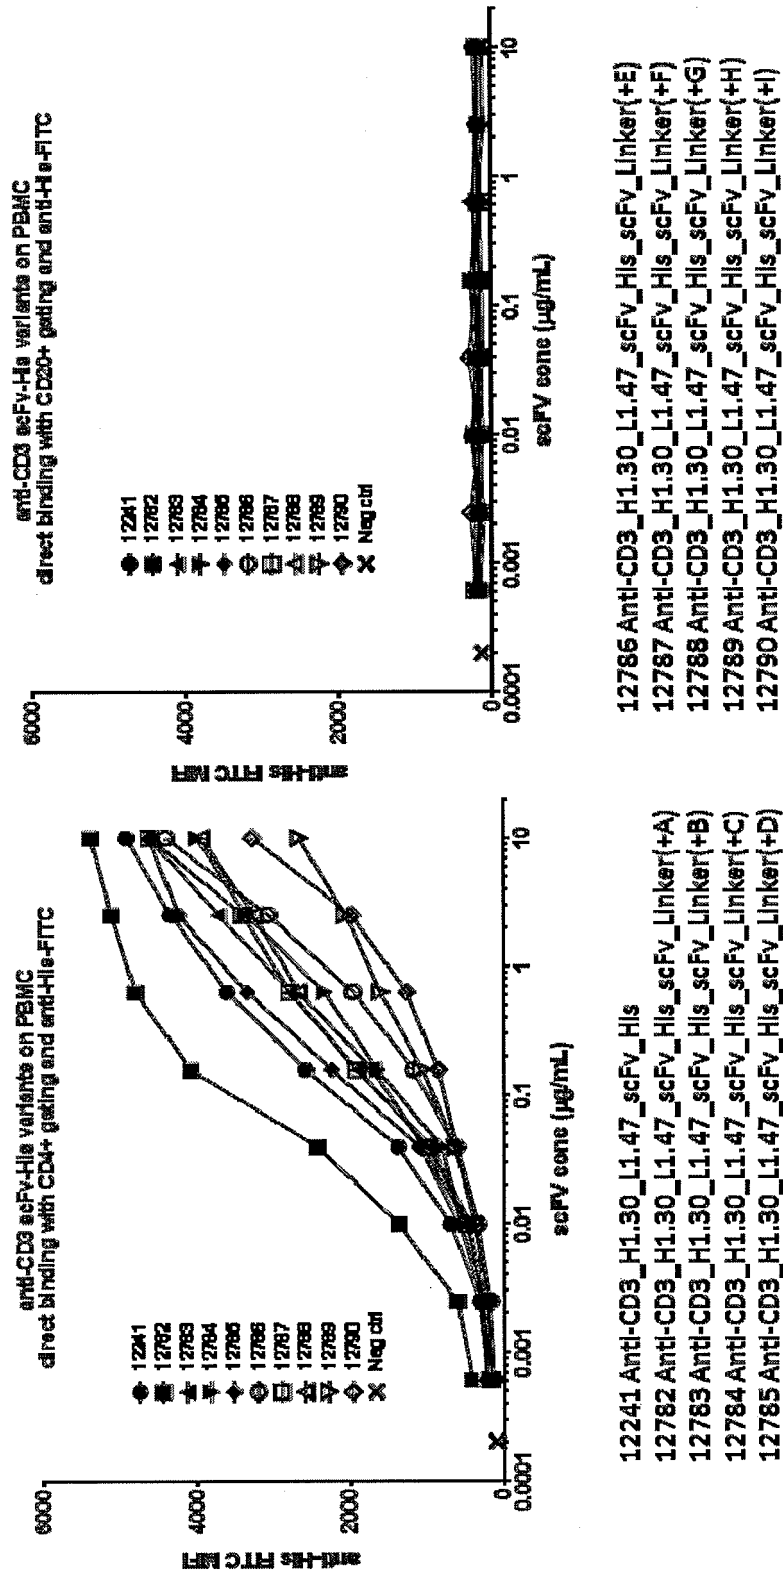 anti-CD3 scFv-His variants on PBMC
direct binding with CD4+ gating and anti-His-FITC
anti-His FITC MFI
6000
4000
2000
0
12241
12782
12783
12784
12785
12786
12787
12788
12789
12790
Neg ctrl
0.0001
0.001
0.01
0.1
1
10
scFV conc (µg/mL)
anti-CD3 scFv-His variants on PBMC
direct binding with CD20+ gating and anti-His-FITC
anti-His FITC MFI
6000
4000
2000
0
12241
12782
12783
12784
12785
12786
12787
12788
12789
12790
Neg ctrl
0.0001
0.001
0.01
0.1
1
10
scFV conc (µg/mL)
12241 Anti-CD3_H1.30_L1.47_scFv_His
12782 Anti-CD3_H1.30_L1.47_scFv_His_scFv_Linker(+A)
12783 Anti-CD3_H1.30_L1.47_scFv_His_scFv_Linker(+B)
12784 Anti-CD3_H1.30_L1.47_scFv_His_scFv_Linker(+C)
12785 Anti-CD3_H1.30_L1.47_scFv_His_scFv_Linker(+D)
12786 Anti-CD3_H1.30_L1.47_scFv_His_scFv_Linker(+E)
12787 Anti-CD3_H1.30_L1.47_scFv_His_scFv_Linker(+F)
12788 Anti-CD3_H1.30_L1.47_scFv_His_scFv_Linker(+G)
12789 Anti-CD3_H1.30_L1.47_scFv_His_scFv_Linker(+H)
12790 Anti-CD3_H1.30_L1.47_scFv_His_scFv_Linker(+I)